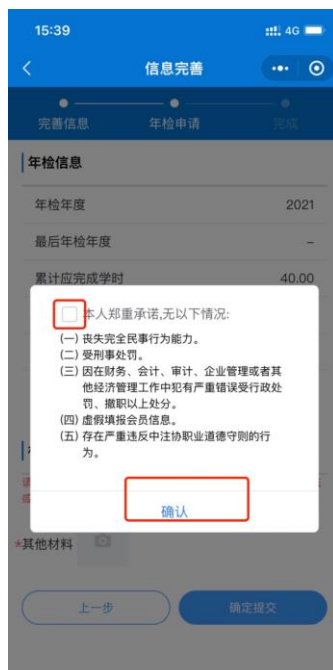 15:39
4G
信息完善
完善信息
年检申请
完成
年检信息
年检年度
2021
最后年检年度
-
累计应完成学时
40.00
本人郑重承诺,无以下情况:
(一) 丧失完全民事行为能力。
(二) 受刑事处罚。
(三) 因在财务、会计、审计、企业管理或者其
他经济管理工作中犯有严重错误受行政处
罚、撤职以上处分。
(四) 虚假填报会员信息。
(五) 存在严重违反中注协职业道德守则的行
为。
确认
*其他材料
上一步
确定提交